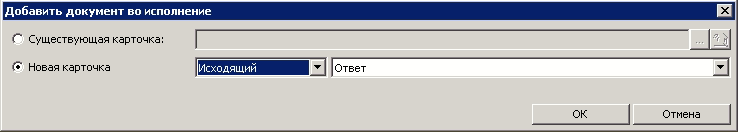 Добавить документ во исполнение
Существующая карточка: ... ?
Новая карточка Исходящий Ответ
OK Отмена